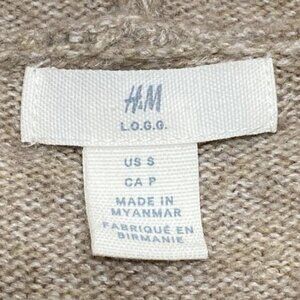 H&M
L.O.G.G.
US S
CA P
MADE IN
MYANMAR
FABRIQUÉ EN
BIRMANIE